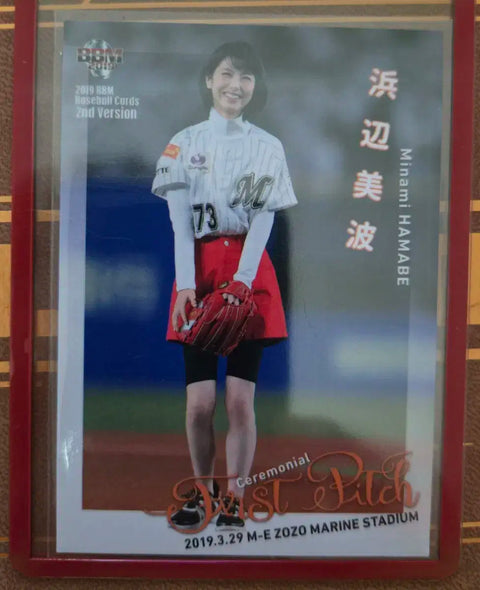 BBM
2019
2019 BBM
Baseball Cards
2nd Version
浜辺美波
Minami HAMABE
M
73
Ceremonial
First Pitch
2019.3.29 M-E ZOZO MARINE STADIUM